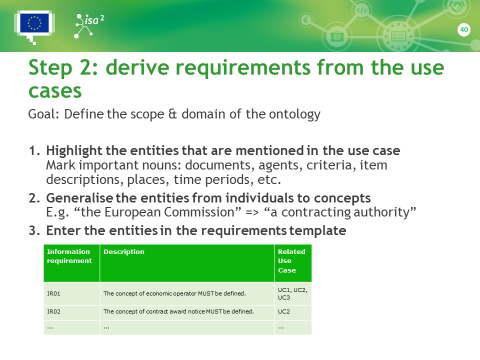 isa²
40
Step 2: derive requirements from the use
cases
Goal: Define the scope & domain of the ontology
1. Highlight the entities that are mentioned in the use case
Mark important nouns: documents, agents, criteria, item
descriptions, places, time periods, etc.
2. Generalise the entities from individuals to concepts
E.g. “the European Commission” => “a contracting authority”
3. Enter the entities in the requirements template
Information requirement Description Related Use Case
IR01 The concept of economic operator MUST be defined. UC1, UC2, UC3
IR02 The concept of contract award notice MUST be defined. UC2
... ... ...